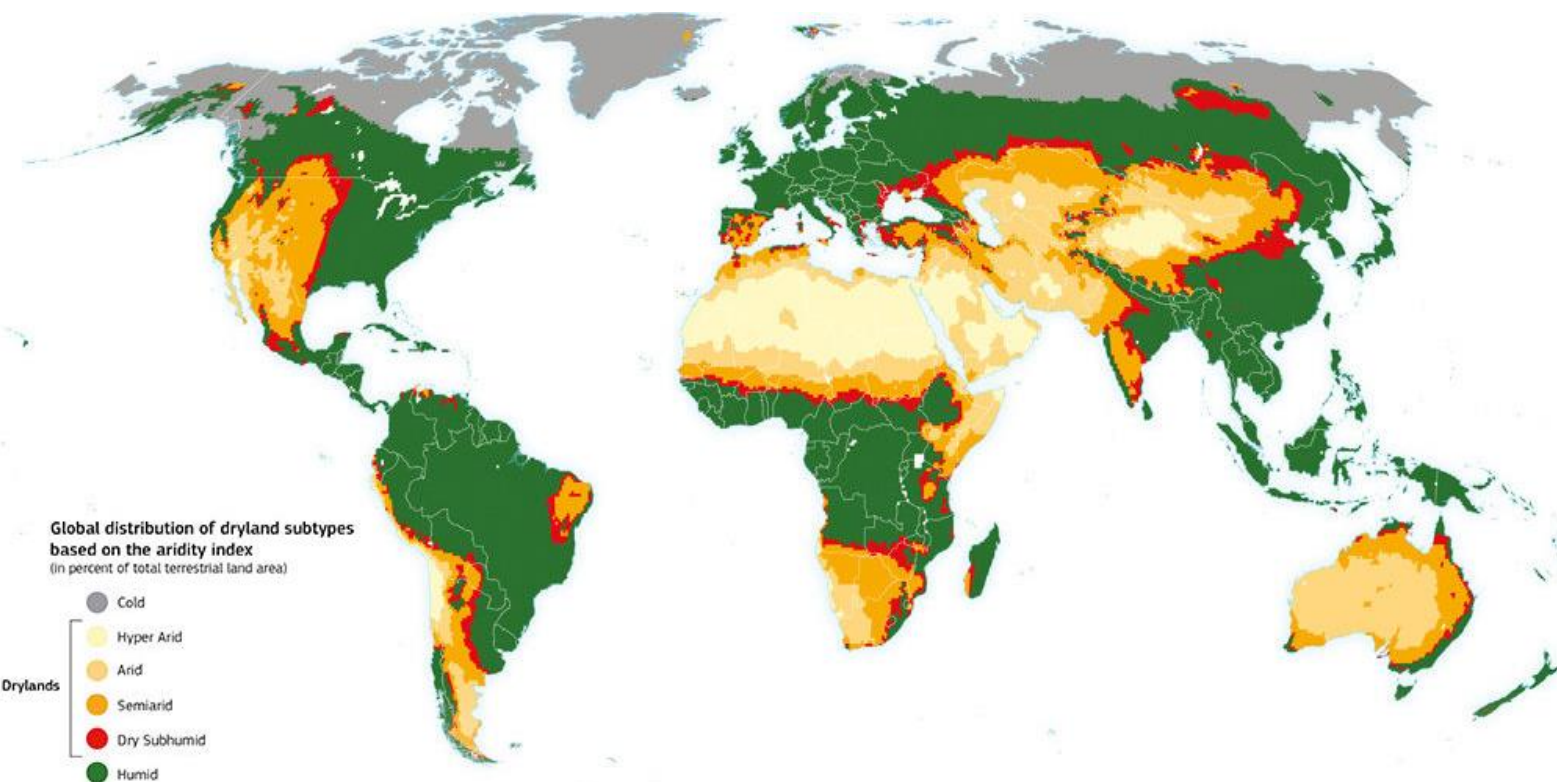 Global distribution of dryland subtypes
based on the aridity index
(in percent of total terrestrial land area)
Cold
Hyper Arid
Arid
Drylands
Semiarid
Dry Subhumid
Humid